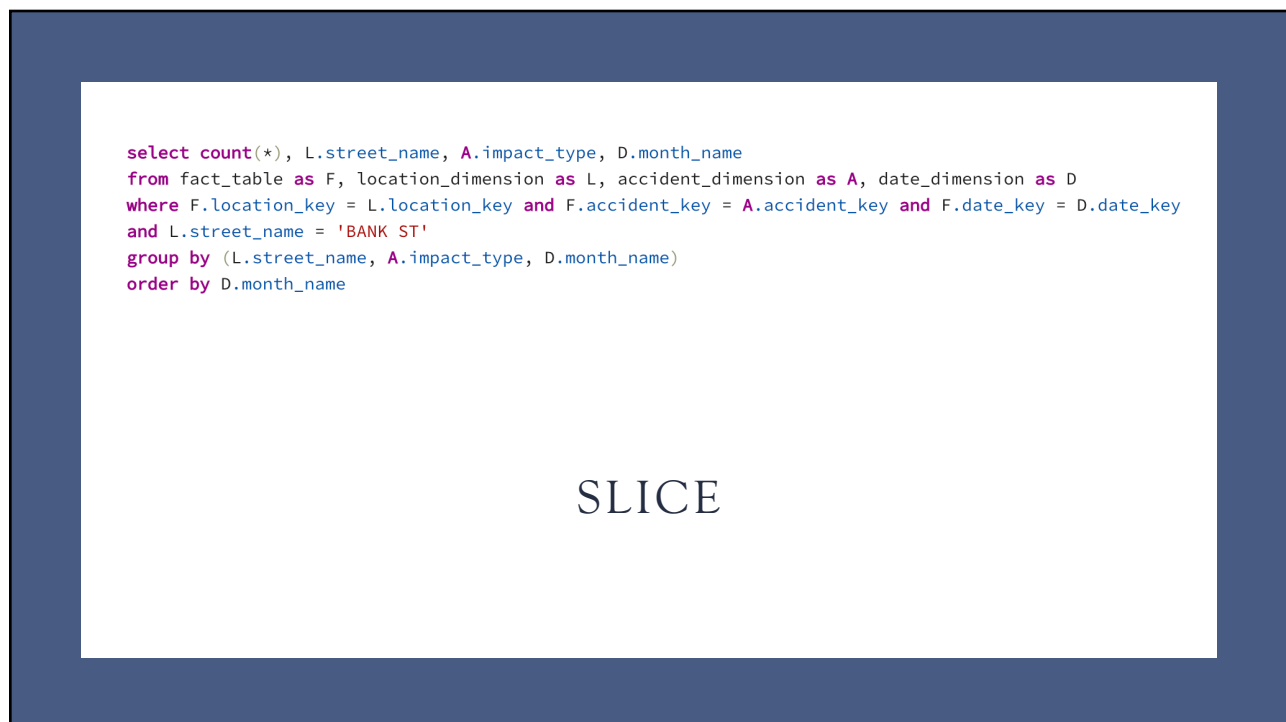 select count(*), L.street_name, A.impact_type, D.month_name
from fact_table as F, location_dimension as L, accident_dimension as A, date_dimension as D
where F.location_key = L.location_key and F.accident_key = A.accident_key and F.date_key = D.date_key
and L.street_name = 'BANK ST'
group by (L.street_name, A.impact_type, D.month_name)
order by D.month_name
SLICE